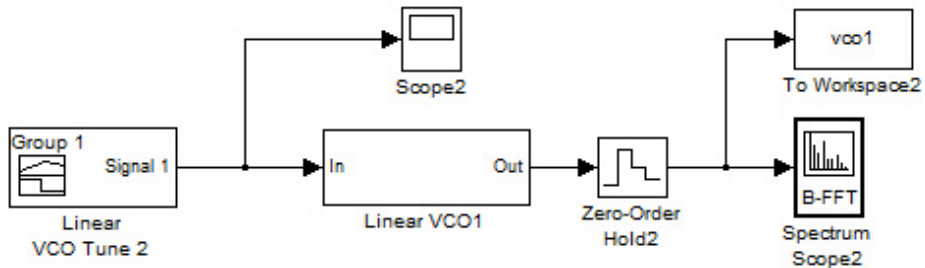 vco1
To Workspace2
Scope2
Group 1
Signal 1
In
Out
B-FFT
Linear
VCO Tune 2
Linear VCO1
Zero-Order
Hold2
Spectrum
Scope2